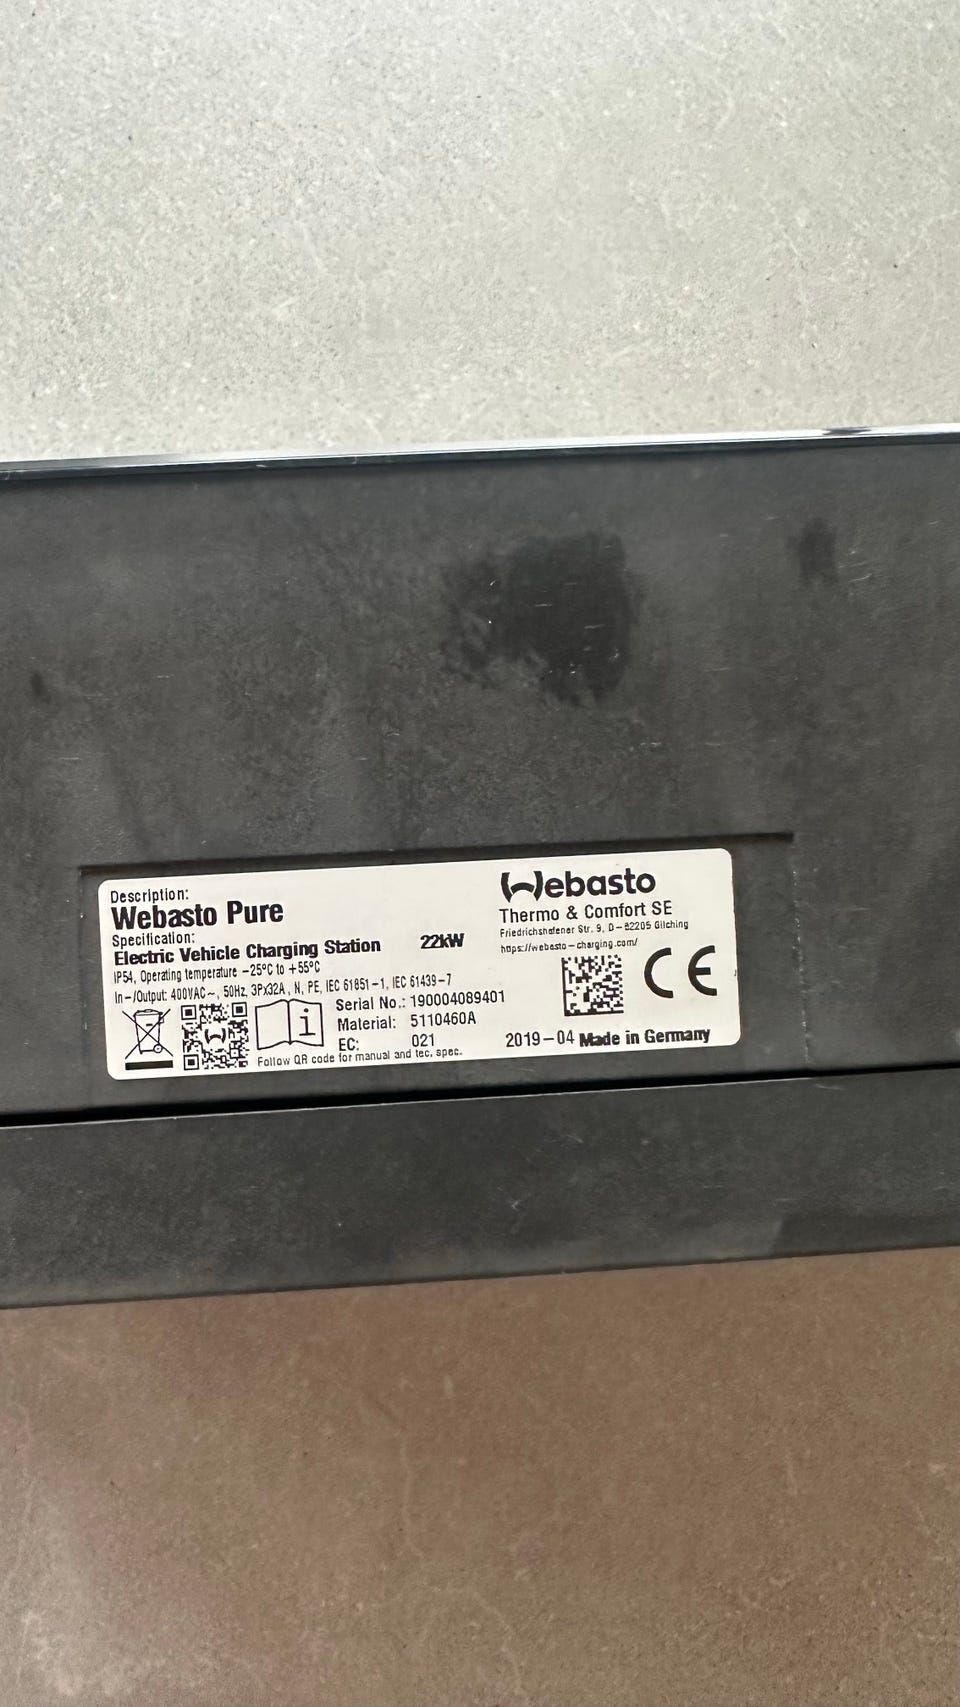 Description:
Webasto Pure
Specification:
Electric Vehicle Charging Station 22kW
IP54, Operating temperature -25°C to +55°C
In-/Output: 400VAC~, 50Hz, 3Px32A, N, PE, IEC 61851-1, IEC 61439-7
Serial No.: 190004089401
Material: 5110460A
EC: 021
Follow QR code for manual and tec. spec.
Webasto
Thermo & Comfort SE
Friedrichshafener Str. 9, D-82205 Gilching
https://webasto-charging.com/
CE
2019-04 Made in Germany